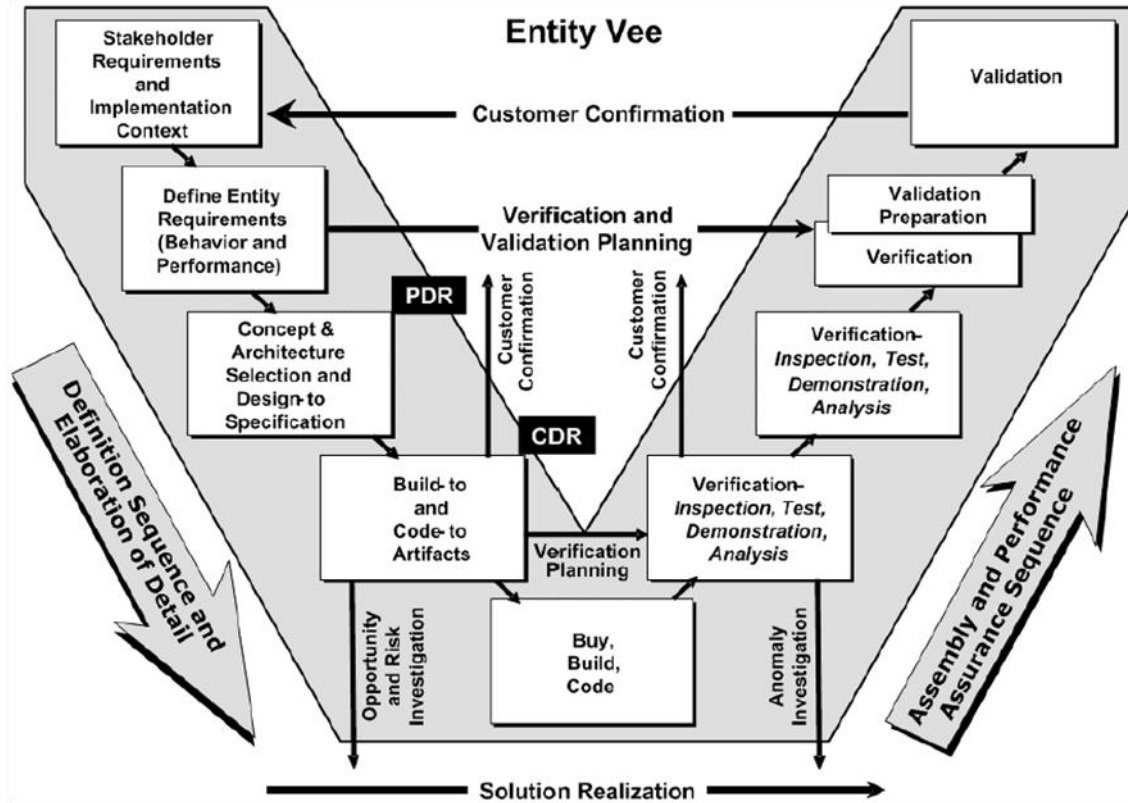 Entity Vee
Stakeholder
Requirements
and
Implementation
Context
Customer Confirmation
Validation
Define Entity
Requirements
(Behavior and
Performance)
Verification and
Validation Planning
Validation
Preparation
Verification
PDR
Concept &
Architecture
Selection and
Design-to
Specification
Customer
Confirmation
Customer
Confirmation
Verification-
Inspection, Test,
Demonstration,
Analysis
CDR
Build-to
and
Code-to
Artifacts
Verification
Planning
Verification-
Inspection, Test,
Demonstration,
Analysis
Buy,
Build,
Code
Opportunity
and Risk
Investigation
Anomaly
Investigation
Definition Sequence and
Elaboration of Detail
Assembly and Performance
Assurance Sequence
Solution Realization